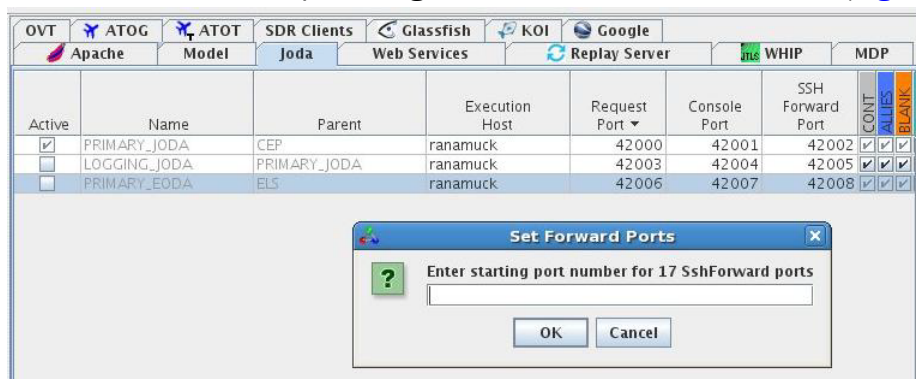 OVT ATOG ATOT SDR Clients Glassfish KOI Google
Apache Model Joda Web Services Replay Server JTLS WHIP MDP
Active Name Parent Execution Host Request Port Console Port SSH Forward Port CONT ALLIES BLANK
PRIMARY_JODA CEP ranamuck 42000 42001 42002
LOGGING_JODA PRIMARY_JODA ranamuck 42003 42004 42005
PRIMARY_EODA ELS ranamuck 42006 42007 42008
Set Forward Ports
Enter starting port number for 17 SshForward ports
OK Cancel